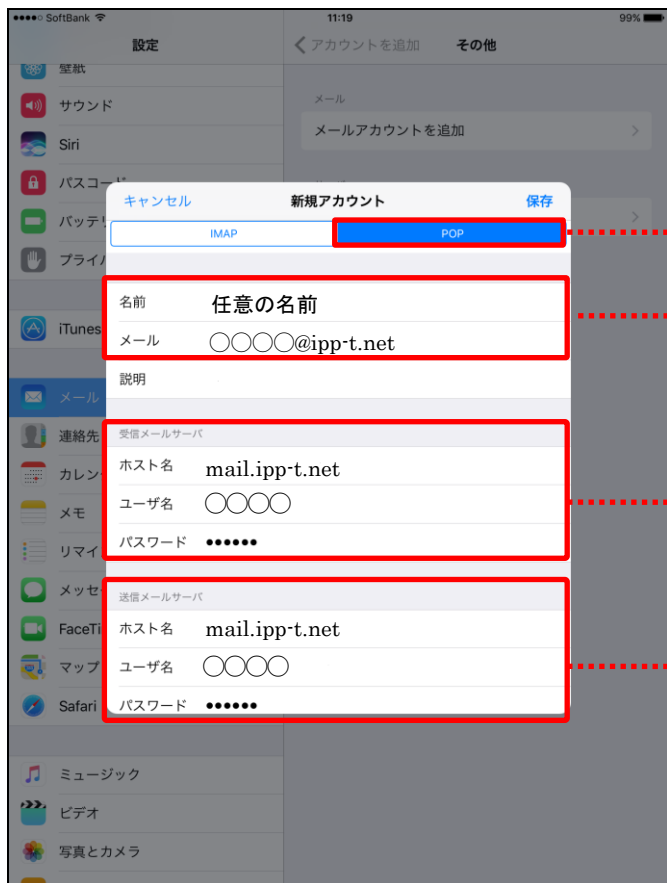 ●●●●○ SoftBank 11:19 99%
設定
アカウントを追加 その他
壁紙
サウンド
Siri
パスコード
バッテリ
プライバ
iTunes
メール
連絡先
カレン
メモ
リマイ
メッセ
FaceTi
マップ
Safari
ミュージック
ビデオ
写真とカメラ
メール
メールアカウントを追加
キャンセル 新規アカウント 保存
IMAP POP
名前 任意の名前
メール 〇〇〇〇@ipp-t.net
説明
受信メールサーバ
ホスト名 mail.ipp-t.net
ユーザ名 〇〇〇〇
パスワード ●●●●●●
送信メールサーバ
ホスト名 mail.ipp-t.net
ユーザ名 〇〇〇〇
パスワード ●●●●●●